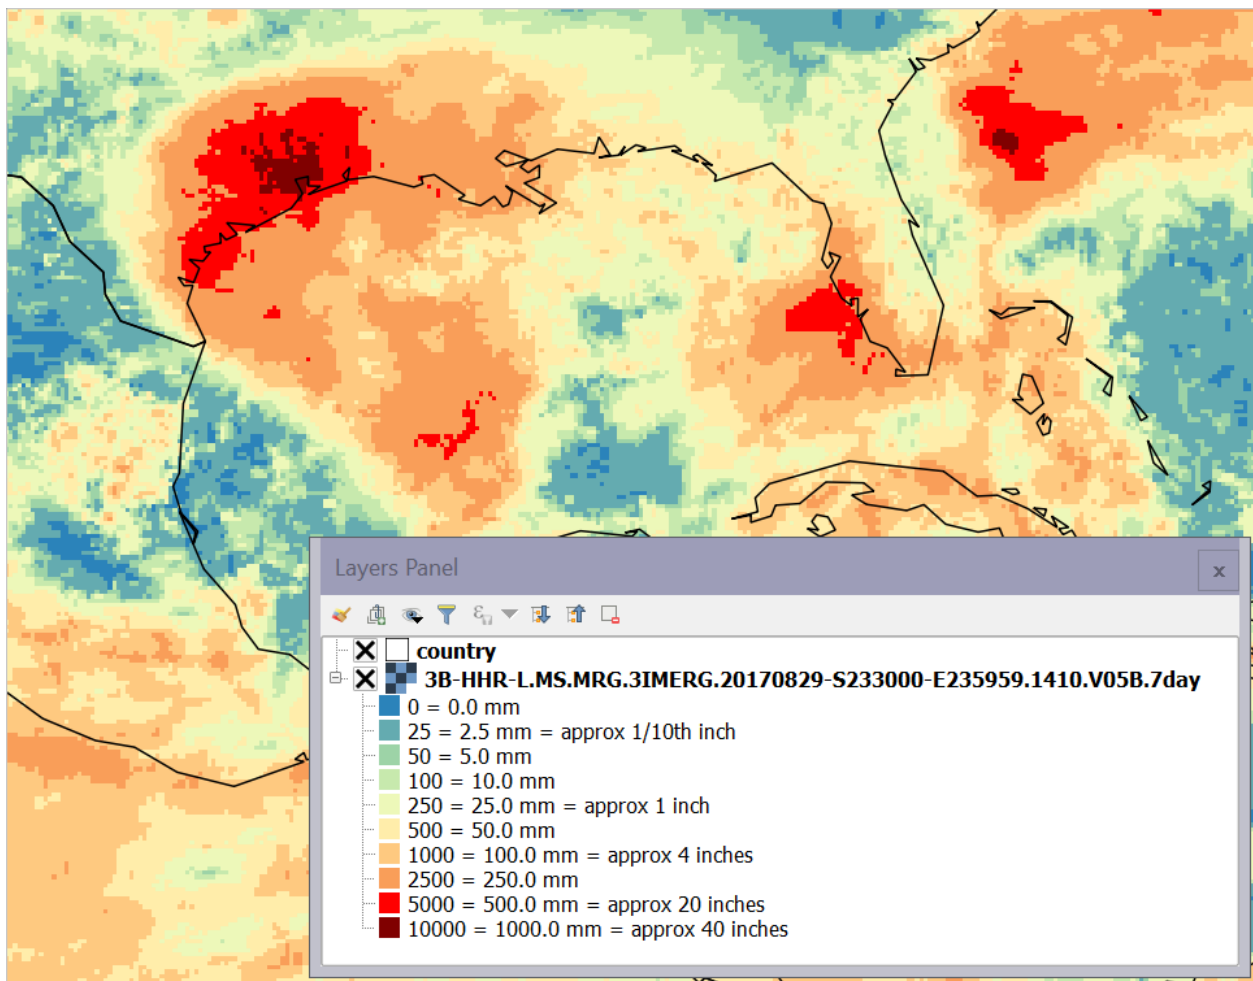 Layers Panel
x
country
3B-HHR-L.MS.MRG.3IMERG.20170829-S233000-E235959.1410.V05B.7day
0 = 0.0 mm
25 = 2.5 mm = approx 1/10th inch
50 = 5.0 mm
100 = 10.0 mm
250 = 25.0 mm = approx 1 inch
500 = 50.0 mm
1000 = 100.0 mm = approx 4 inches
2500 = 250.0 mm
5000 = 500.0 mm = approx 20 inches
10000 = 1000.0 mm = approx 40 inches